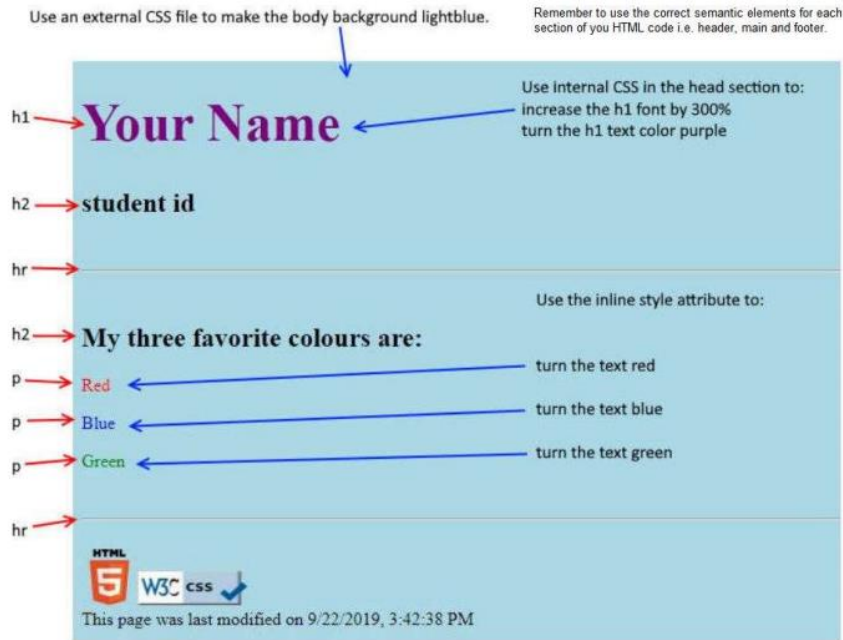 Use an external CSS file to make the body background lightblue.
Remember to use the correct semantic elements for each
section of you HTML code i.e. header, main and footer.
Use Internal CSS in the head section to:
increase the h1 font by 300%
turn the h1 text color purple
h1
Your Name
h2
student id
hr
Use the inline style attribute to:
h2
My three favorite colours are:
p
Red
turn the text red
p
Blue
turn the text blue
p
Green
turn the text green
hr
HTML
5
W3C css
This page was last modified on 9/22/2019, 3:42:38 PM